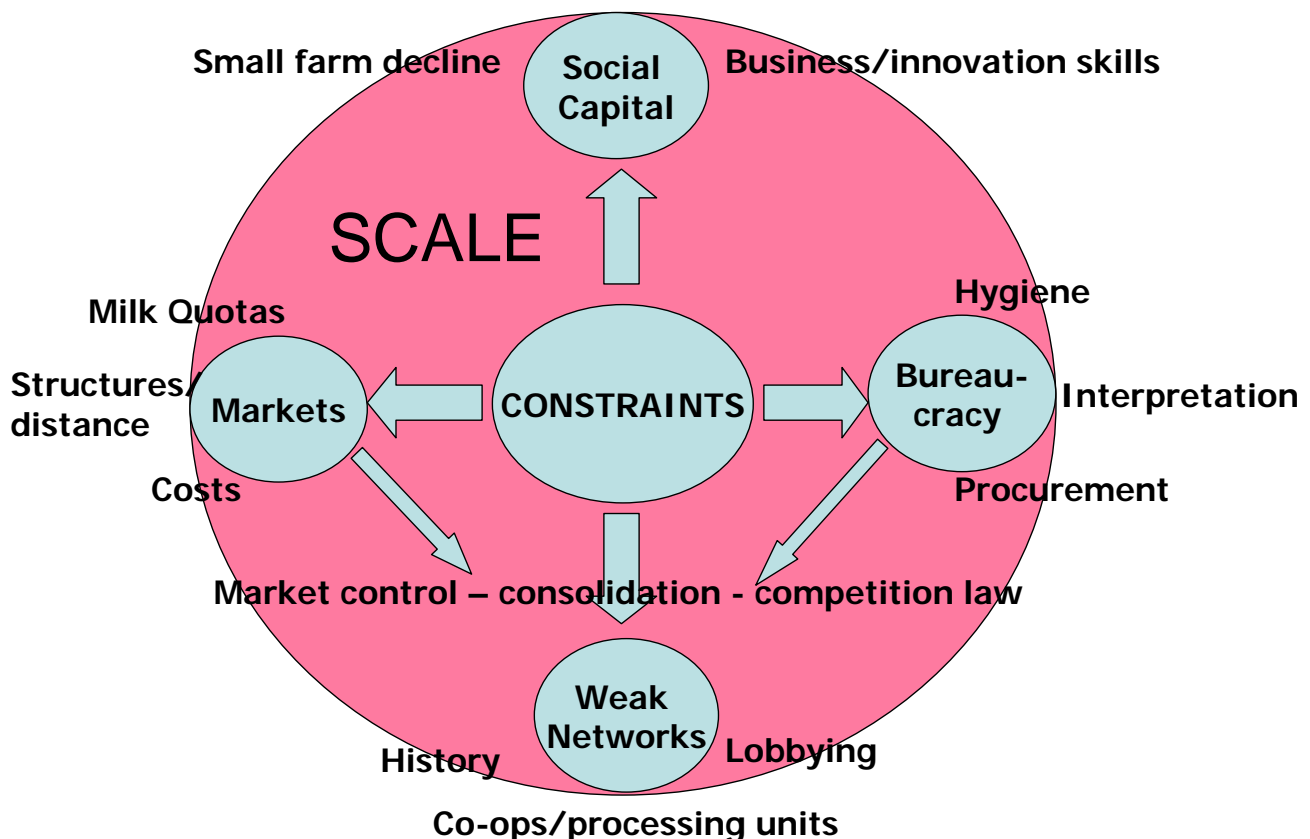 Small farm decline
Social
Capital
Business/innovation skills
SCALE
Milk Quotas
Hygiene
Structures/
distance
Markets
CONSTRAINTS
Bureau-
cracy
Interpretation
Costs
Procurement
Market control – consolidation - competition law
Weak
Networks
History
Lobbying
Co-ops/processing units